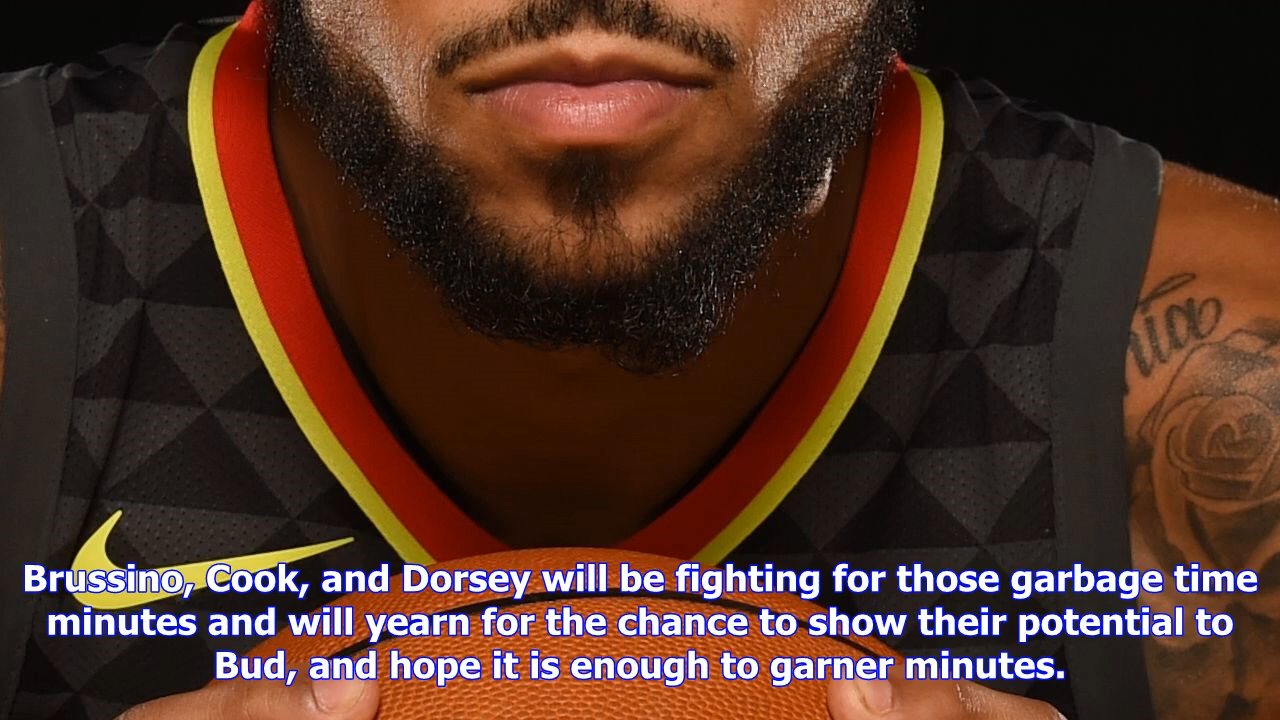 nia
Brussino, Cook, and Dorsey will be fighting for those garbage time
minutes and will yearn for the chance to show their potential to
Bud, and hope it is enough to garner minutes.